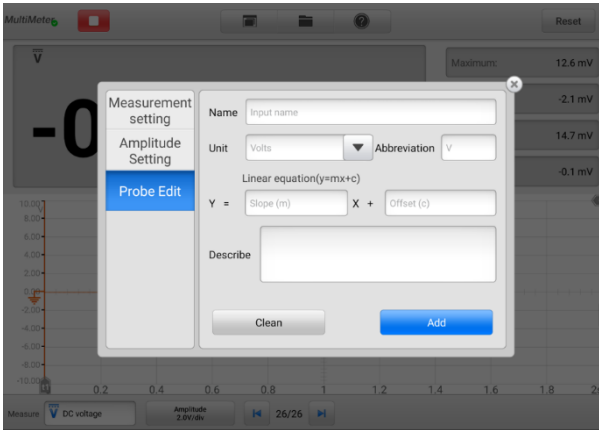 MultiMeter
Reset
V
Maximum: 12.6 mV
-2.1 mV
14.7 mV
-0.1 mV
-0
Measurement setting
Amplitude Setting
Probe Edit
Name Input name
Unit Volts Abbreviation V
Linear equation(y=mx+c)
Y = Slope (m) X + Offset (c)
Describe
Clean Add
10.00
V
8.00
6.00
4.00
2.00
0.00
-2.00
-4.00
-6.00
-8.00
-10.00
0.2 0.4 0.6 0.8 1 1.2 1.4 1.6 1.8
Measure V DC voltage
Amplitude
2.0V/div
26/26